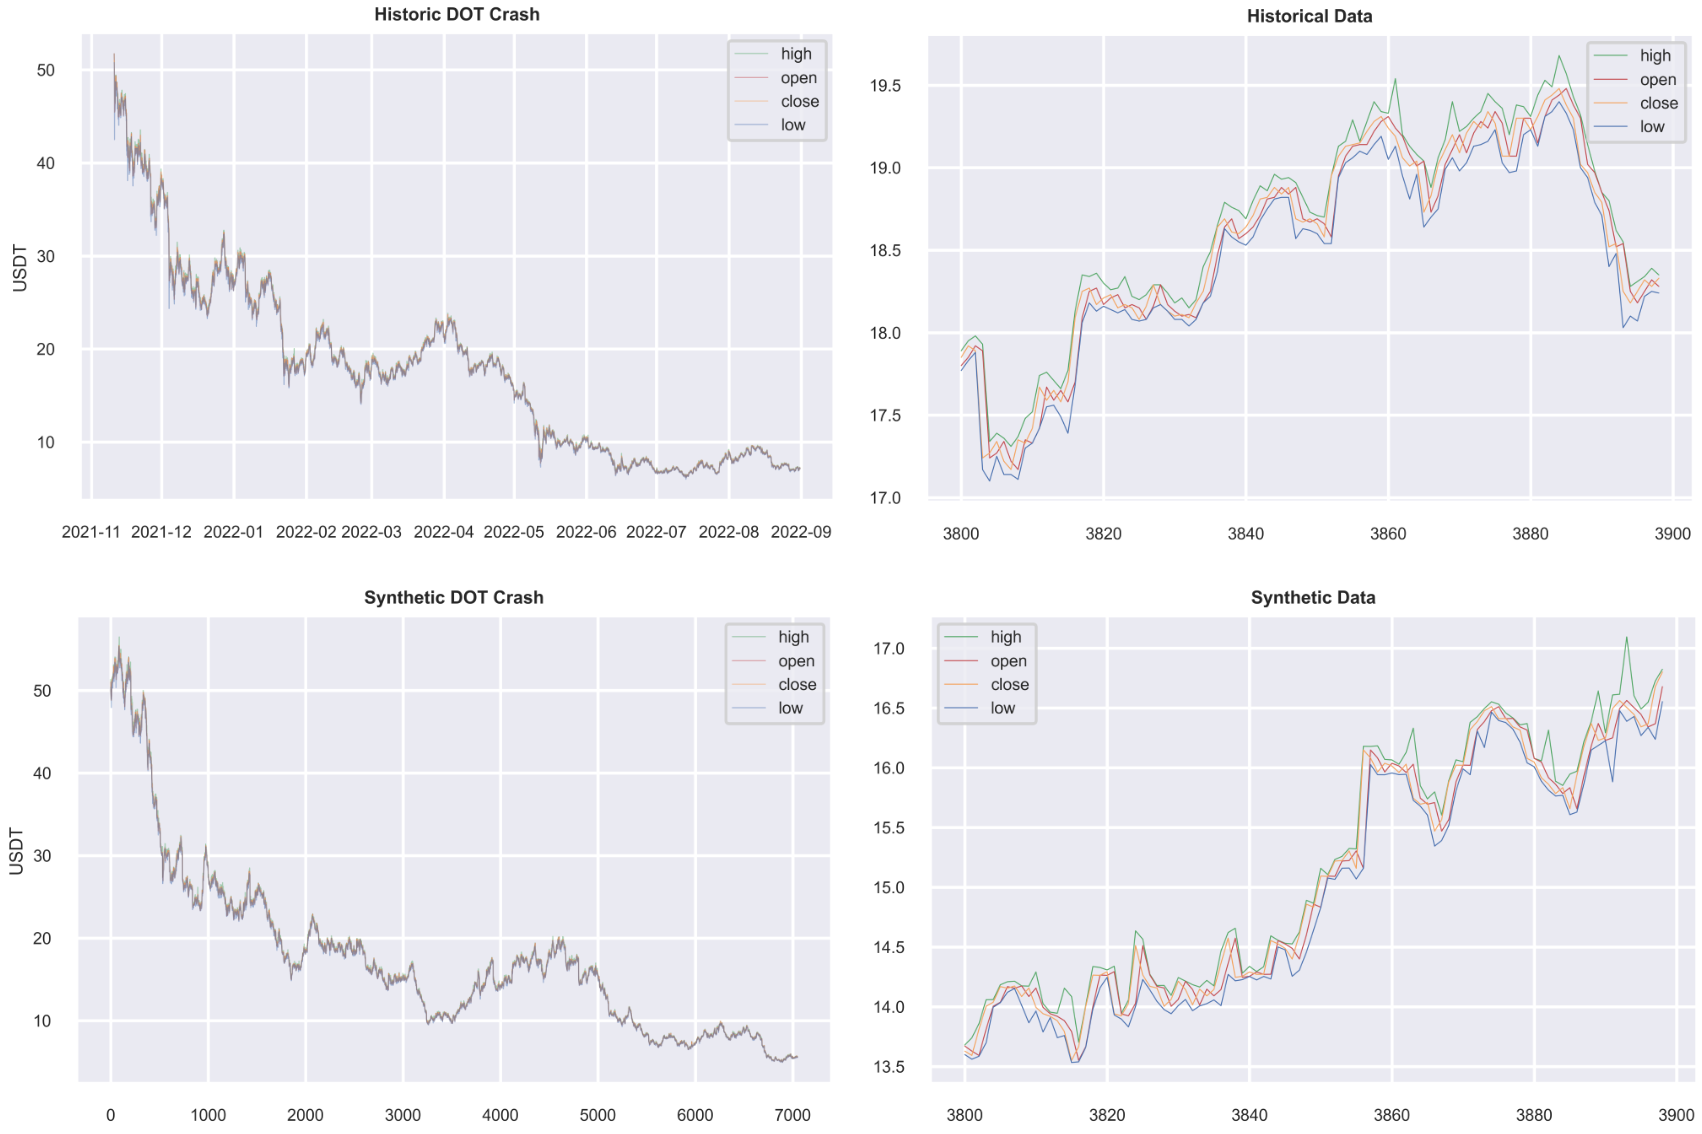 Historic DOT Crash
high
open
close
low
50
40
30
20
10
USDT
2021-11 2021-12 2022-01 2022-02 2022-03 2022-04 2022-05 2022-06 2022-07 2022-08 2022-09
Historical Data
high
open
close
low
19.5
19.0
18.5
18.0
17.5
17.0
3800 3820 3840 3860 3880 3900
Synthetic DOT Crash
high
open
close
low
50
40
30
20
10
USDT
0 1000 2000 3000 4000 5000 6000 7000
Synthetic Data
high
open
close
low
17.0
16.5
16.0
15.5
15.0
14.5
14.0
13.5
3800 3820 3840 3860 3880 3900